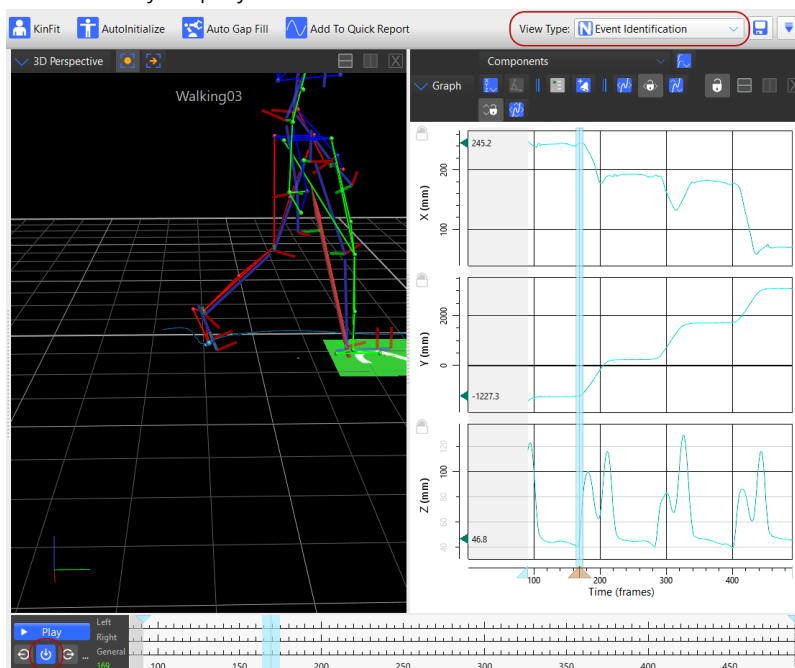 KinFit AutoInitialize Auto Gap Fill Add To Quick Report View Type: Event Identification
3D Perspective
Components
Graph
Walking03
245.2
200
100
X (mm)
2000
0
-1227.3
Y (mm)
120
100
80
60
40
46.8
Z (mm)
100 200 300 400
Time (frames)
Play
Left
Right
General
169
...
100 150 200 250 300 350 400 450